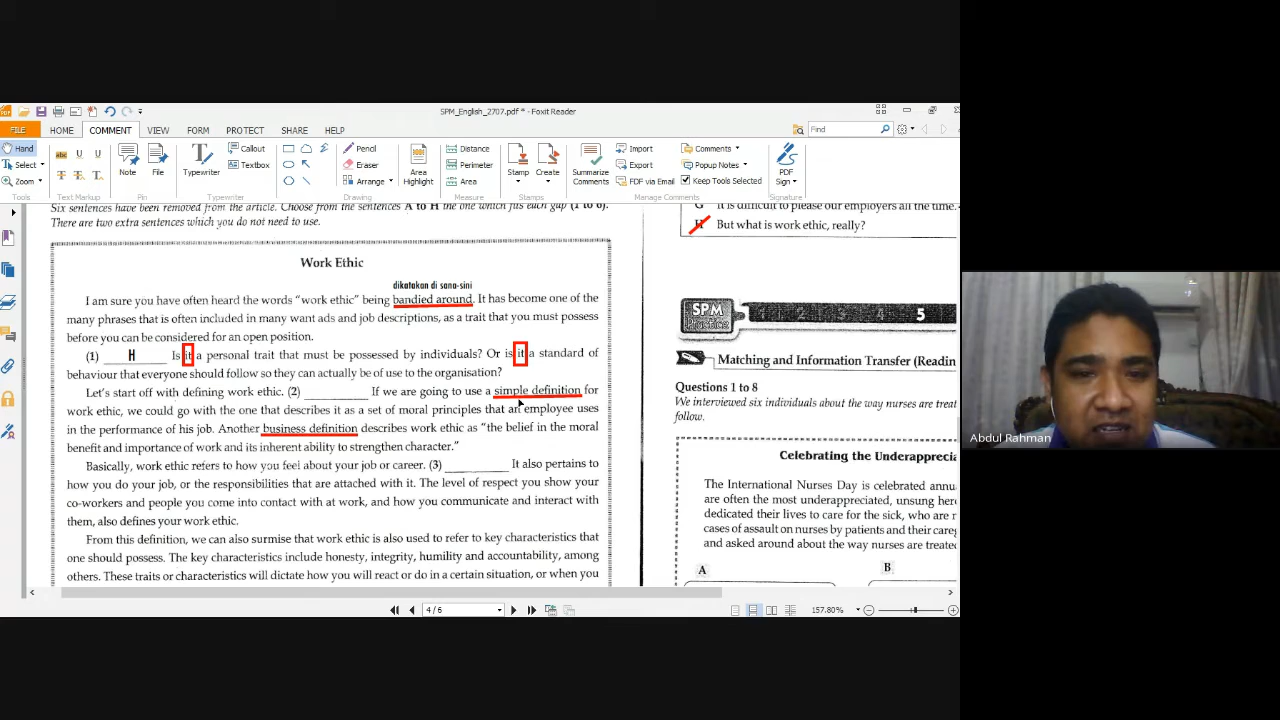 SPM_English_2707.pdf * - Foxit Reader
FILE HOME COMMENT VIEW FORM PROTECT SHARE HELP
Find
Hand
Select
Zoom
Note
File
Typewriter
Callout
Textbox
Pencil
Eraser
Arrange
Area
Highlight
Distance
Perimeter
Area
Stamp
Create
Summarize
Comments
Import
Export
FDF via Email
Comments
Popup Notes
Keep Tools Selected
PDF
Sign
Tools
Text Markup
Pin
Typewriter
Drawing
Measure
Stamps
Manage Comments
Signature
Six sentences have been removed from the article. Choose from the sentences A to H the one which fits each gap (1 to 6).
There are two extra sentences which you do not need to use.
Work Ethic
dikatakan di sana-sini
I am sure you have often heard the words “work ethic” being bandied around. It has become one of the
many phrases that is often included in many want ads and job descriptions, as a trait that you must possess
before you can be considered for an open position.
(1) H Is it a personal trait that must be possessed by individuals? Or is it a standard of
behaviour that everyone should follow so they can actually be of use to the organisation?
Let's start off with defining work ethic. (2) ________ If we are going to use a simple definition for
work ethic, we could go with the one that describes it as a set of moral principles that an employee uses
in the performance of his job. Another business definition describes work ethic as “the belief in the moral
benefit and importance of work and its inherent ability to strengthen character.”
Basically, work ethic refers to how you feel about your job or career. (3) ________ It also pertains to
how you do your job, or the responsibilities that are attached with it. The level of respect you show your
co-workers and people you come into contact with at work, and how you communicate and interact with
them, also defines your work ethic.
From this definition, we can also surmise that work ethic is also used to refer to key characteristics that
one should possess. The key characteristics include honesty, integrity, humility and accountability, among
others. These traits or characteristics will dictate how you will react or do in a certain situation, or when you
G It is difficult to please our employers all the time.
H But what is work ethic, really?
SPM
1 2 3 4 5
Matching and Information Transfer (Readin
Questions 1 to 8
We interviewed six individuals about the way nurses are treat
follow.
Celebrating the Underapprecia
The International Nurses Day is celebrated annu
are often the most underappreciated, unsung her
dedicated their lives to care for the sick, who are r
cases of assault on nurses by patients and their careg
and asked around about the way nurses are treate
A
B
4 / 6
157.80%
Abdul Rahman